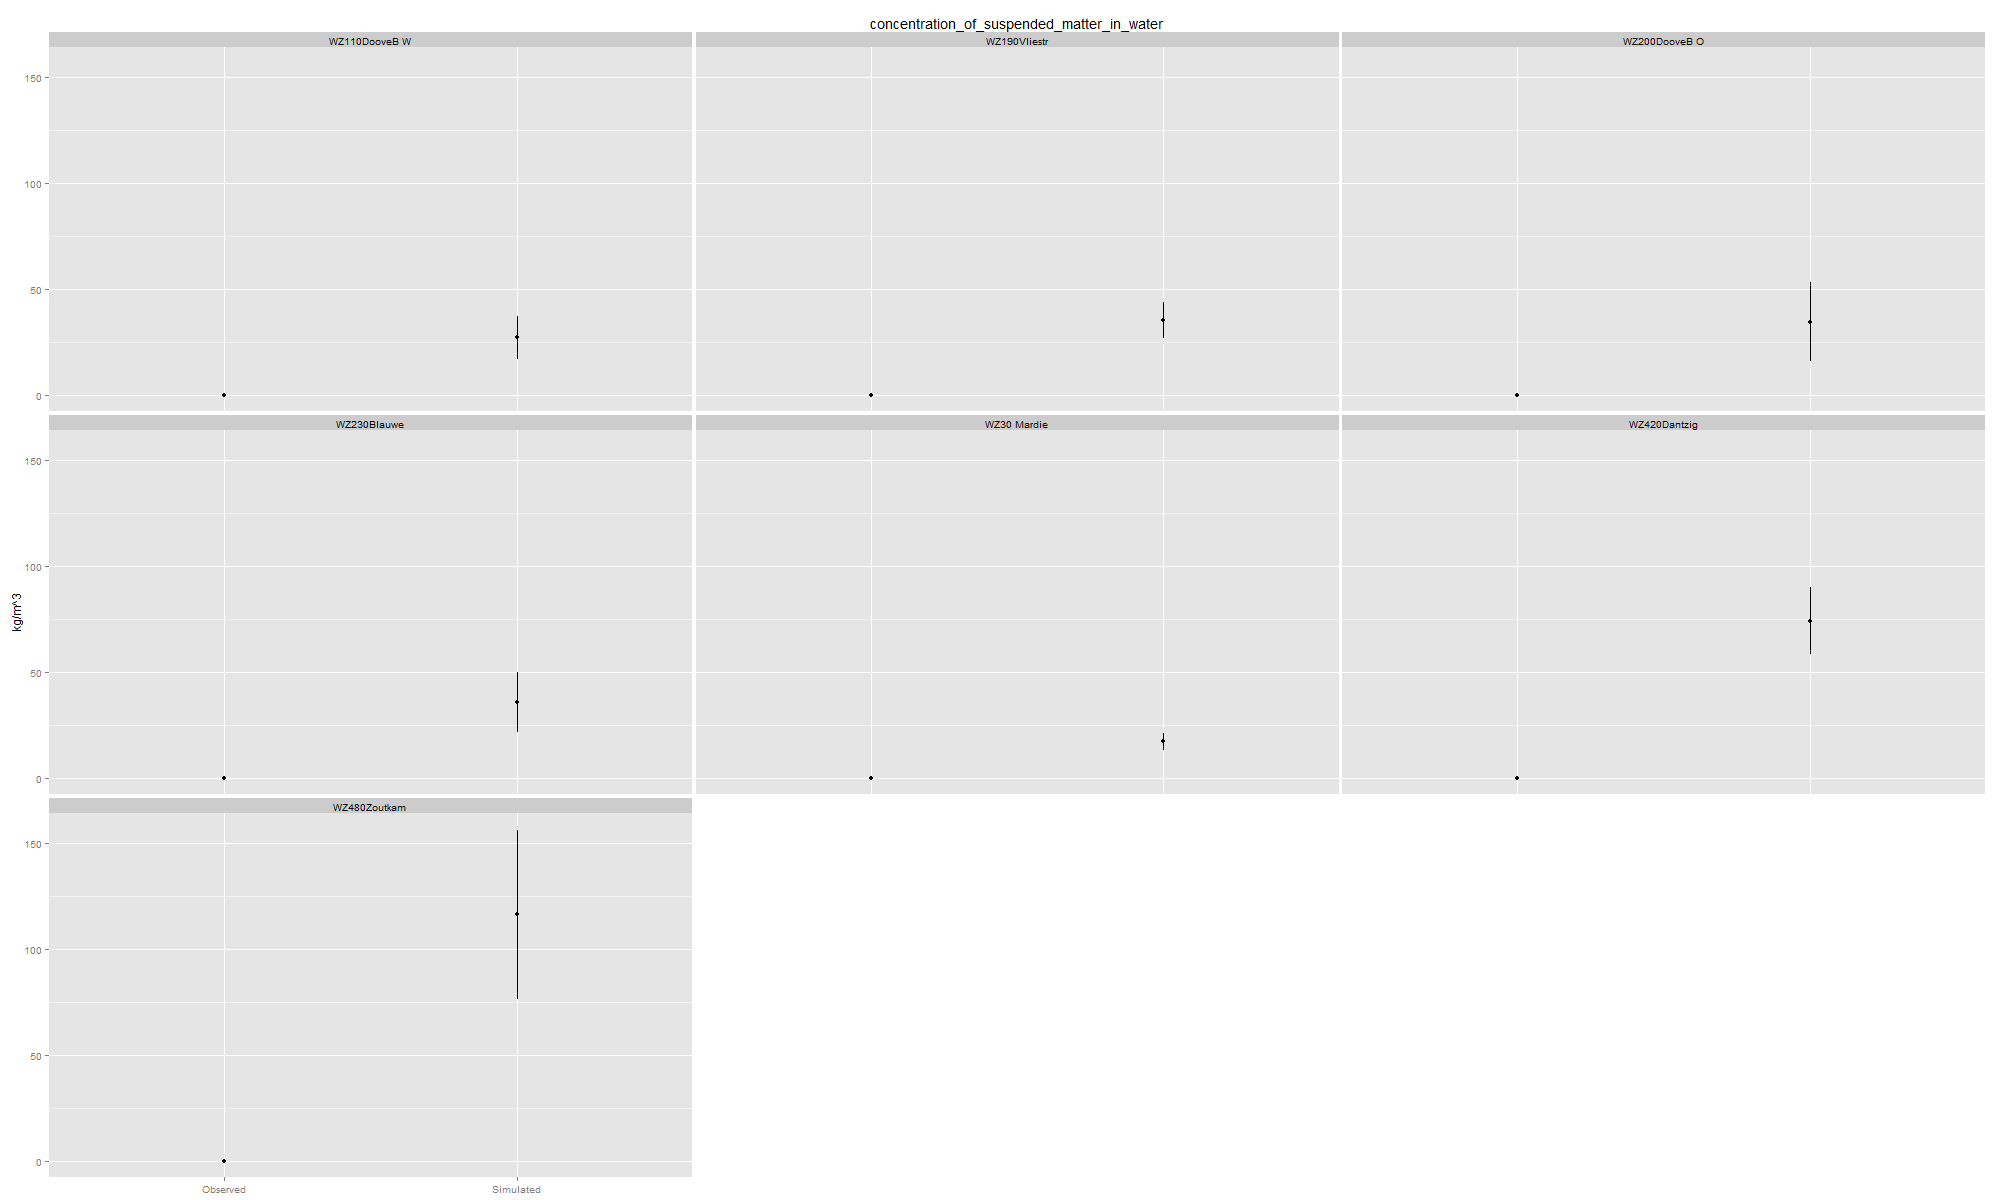 concentration_of_suspended_matter_in_water
WZ110DooveB W
WZ190Vliestr
WZ200DooveB O
150
100
50
0
WZ230Blauwe
WZ30 Mardie
WZ420Dantzig
150
100
50
0
kg/m^3
WZ480Zoutkam
150
100
50
0
Observed
Simulated